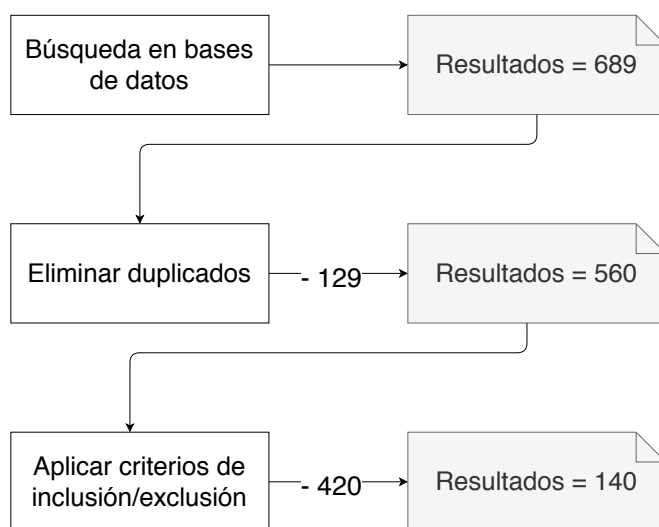 Búsqueda en bases
de datos
Resultados = 689
Eliminar duplicados
- 129
Resultados = 560
Aplicar criterios de
inclusión/exclusión
- 420
Resultados = 140